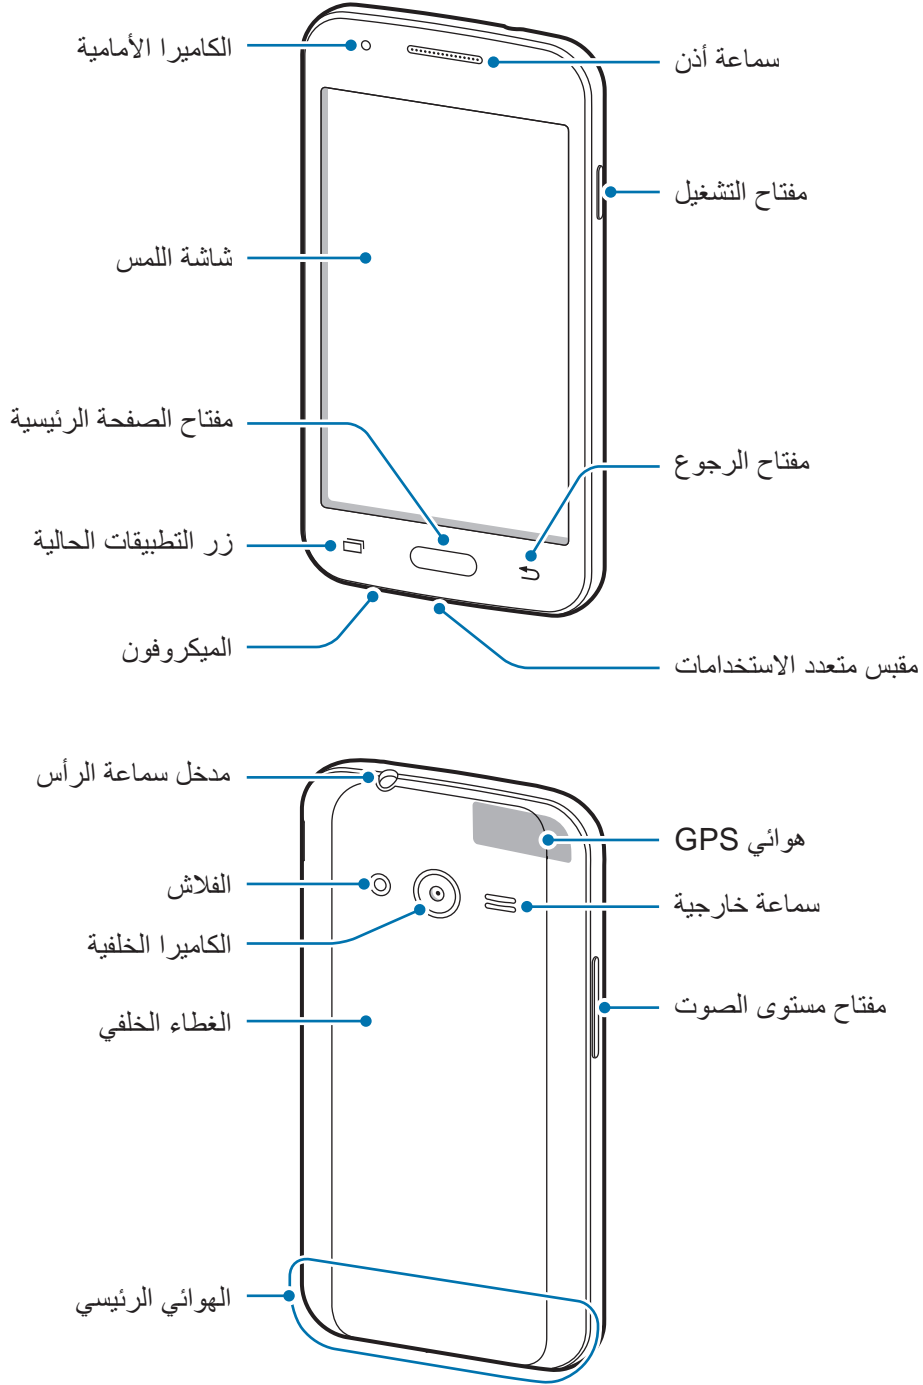 الكاميرا الأمامية
سماعة أذن
مفتاح التشغيل
شاشة اللمس
مفتاح الصفحة الرئيسية
مفتاح الرجوع
زر التطبيقات الحالية
الميكروفون
مقبس متعدد الاستخدامات
مدخل سماعة الرأس
هوائي GPS
الفلاش
سماعة خارجية
الكاميرا الخلفية
مفتاح مستوى الصوت
الغطاء الخلفي
الهوائي الرئيسي